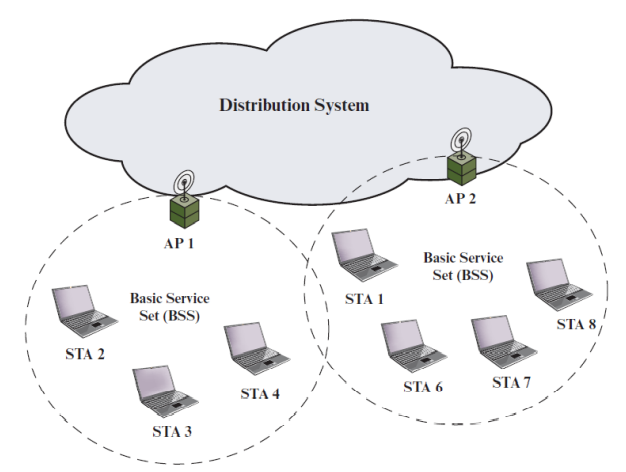 Distribution System
AP 2
AP 1
Basic Service
Set (BSS)
STA 1
STA 8
Basic Service
Set (BSS)
STA 2
STA 4
STA 6
STA 7
STA 3